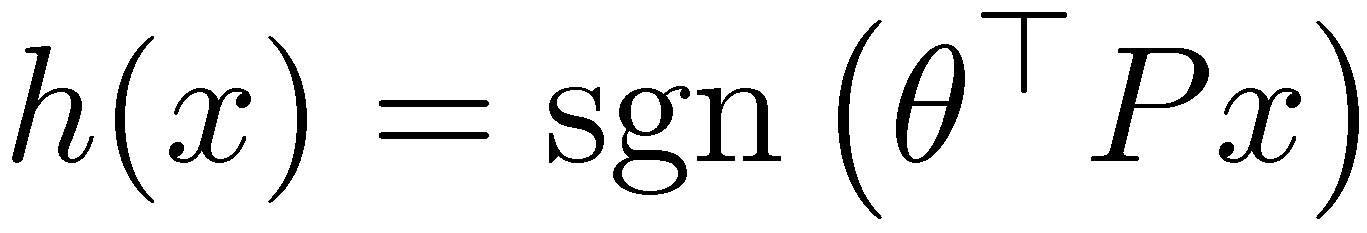 h(x) = sgn (θ⊤Px)